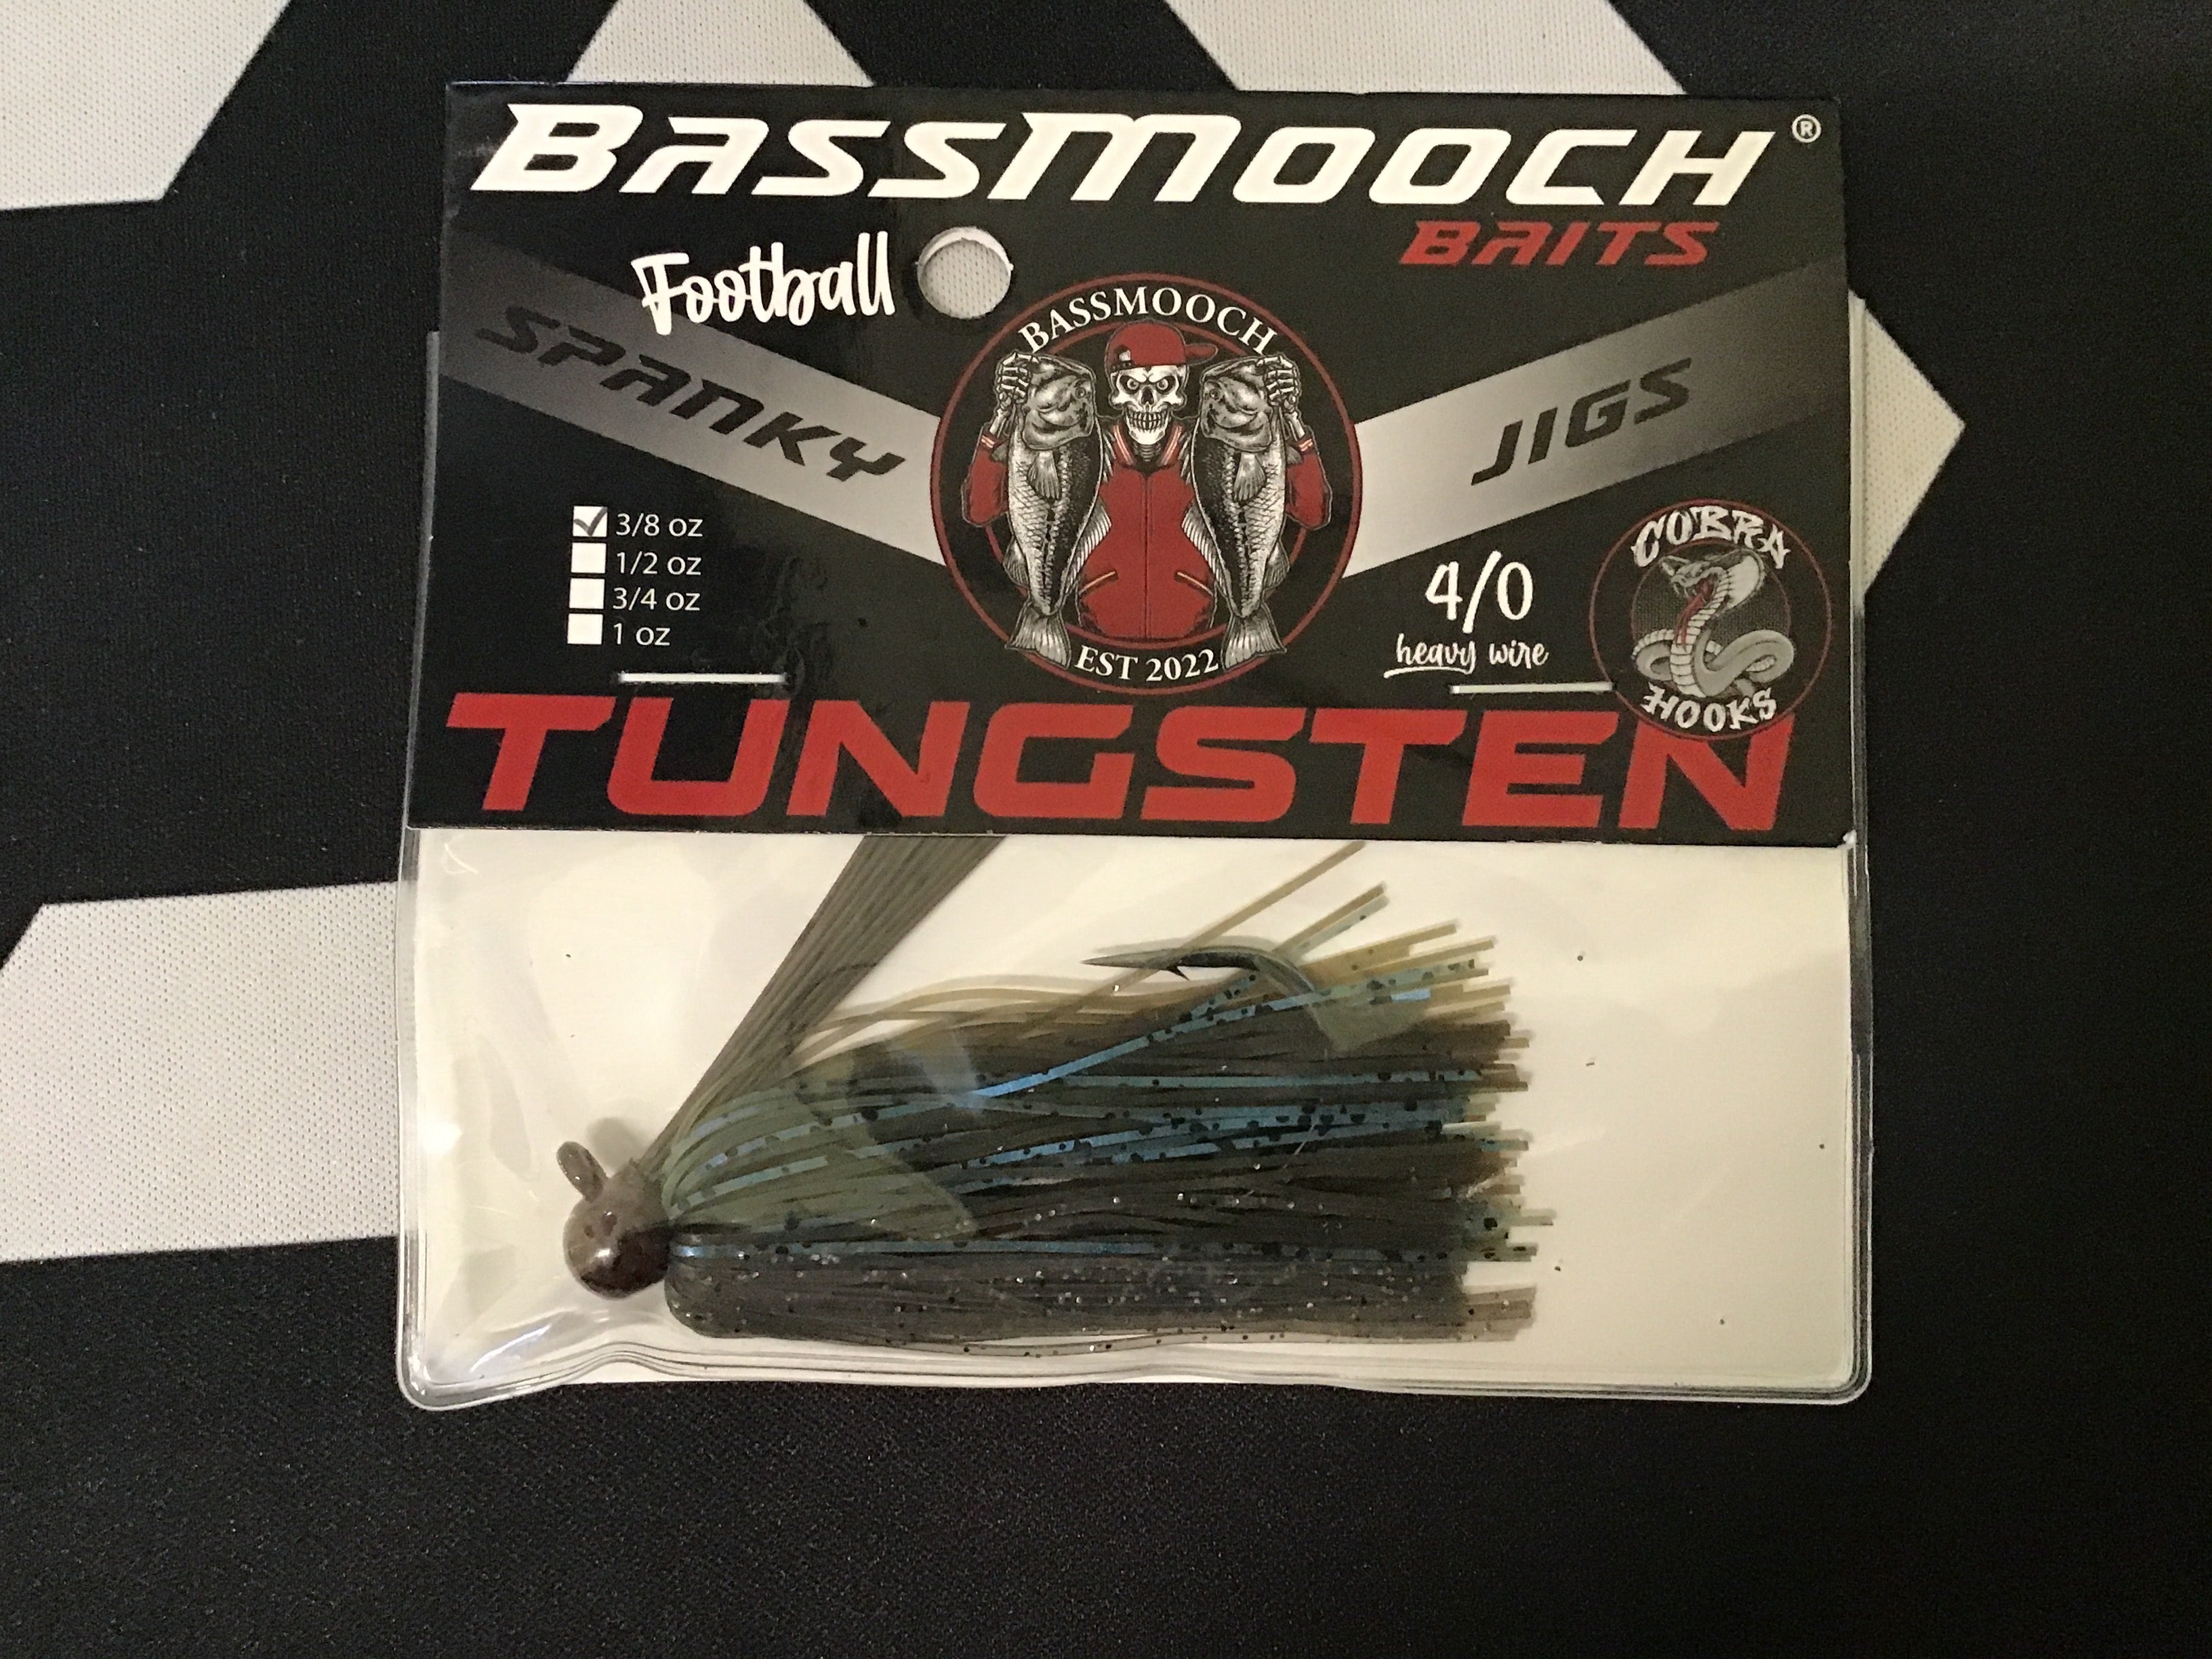 BASSMOOCH®
BAITS
Football
SPANKY
JIGS
BASSMOOCH
EST 2022
3/8 oz
1/2 oz
3/4 oz
1 oz
4/0
heavy wire
COBRA
HOOKS
TUNGSTEN